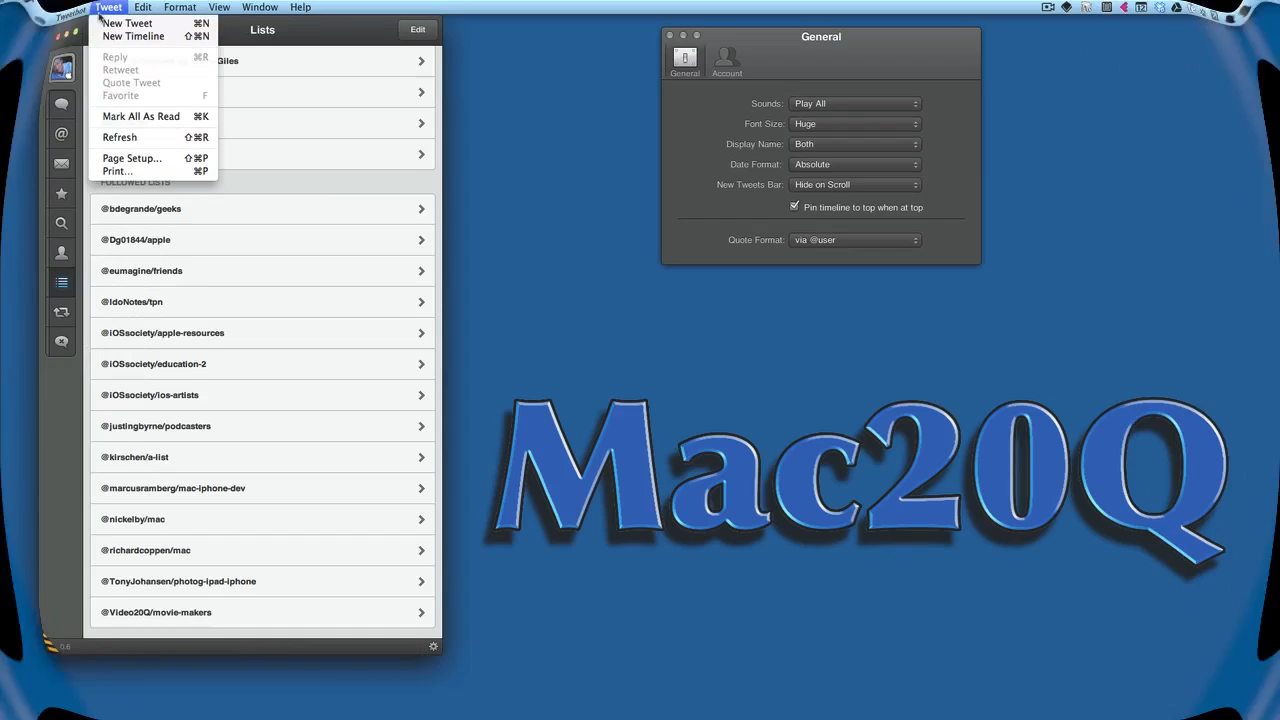 Tweetbot Tweet Edit Format View Window Help
New Tweet ⌘N
New Timeline ⇧⌘N
Reply ⌘R
Retweet
Quote Tweet
Favorite F
Mark All As Read ⌘K
Refresh ⇧⌘R
Page Setup... ⇧⌘P
Print... ⌘P
Lists
Edit
Giles
FOLLOWED LISTS
@bdegrande/geeks
@Dg01844/apple
@eumagine/friends
@IdoNotes/tpn
@iOSsociety/apple-resources
@iOSsociety/education-2
@iOSsociety/ios-artists
@justingbyrne/podcasters
@kirschen/a-list
@marcusramberg/mac-iphone-dev
@nickelby/mac
@richardcoppen/mac
@TonyJohansen/photog-ipad-iphone
@Video20Q/movie-makers
0.6
General
General Account
Sounds: Play All
Font Size: Huge
Display Name: Both
Date Format: Absolute
New Tweets Bar: Hide on Scroll
Pin timeline to top when at top
Quote Format: via @user
Mac20Q